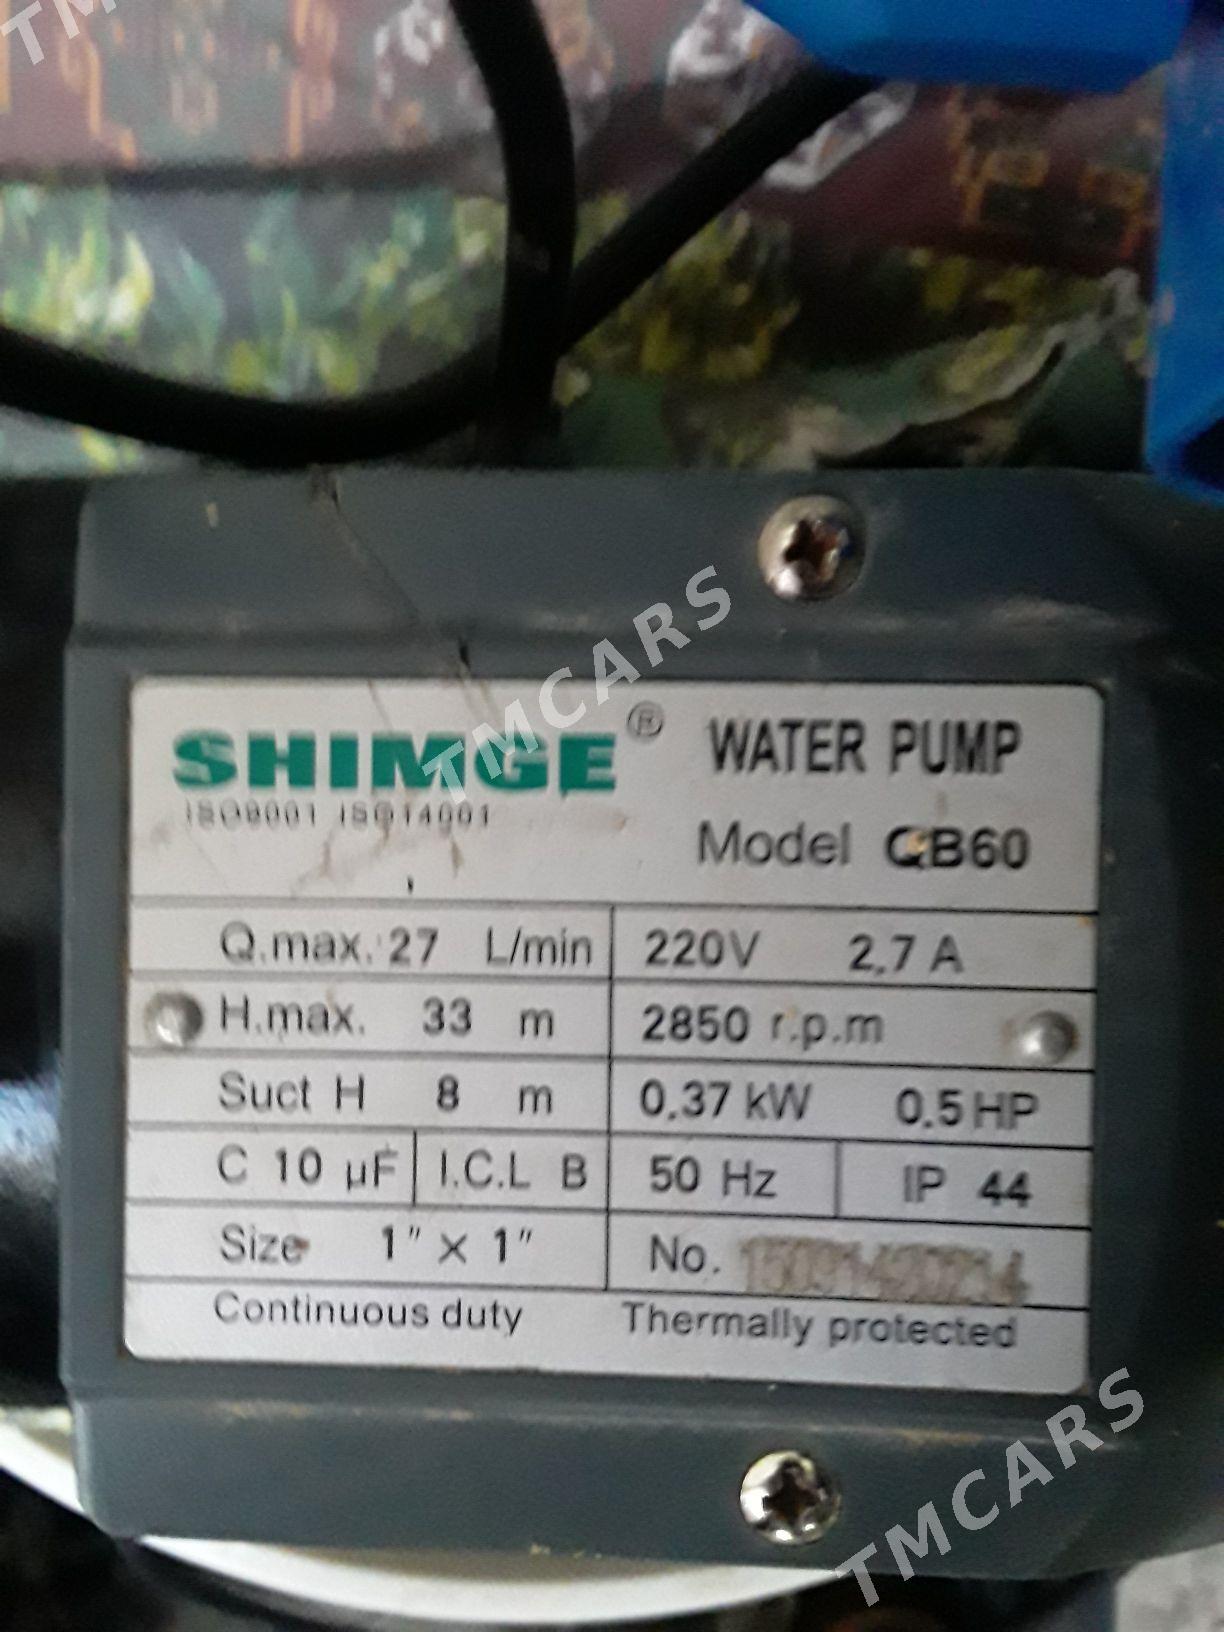 SHIMGE® WATER PUMP
ISO9001 ISO14001
Model QB60
Q.max. 27 L/min 220V 2.7 A
H.max. 33 m 2850 r.p.m
Suct H 8 m 0.37 kW 0.5 HP
C 10 µF I.C.L B 50 Hz IP 44
Size 1" × 1" No.
Continuous duty Thermally protected
TMCARS
TMCARS